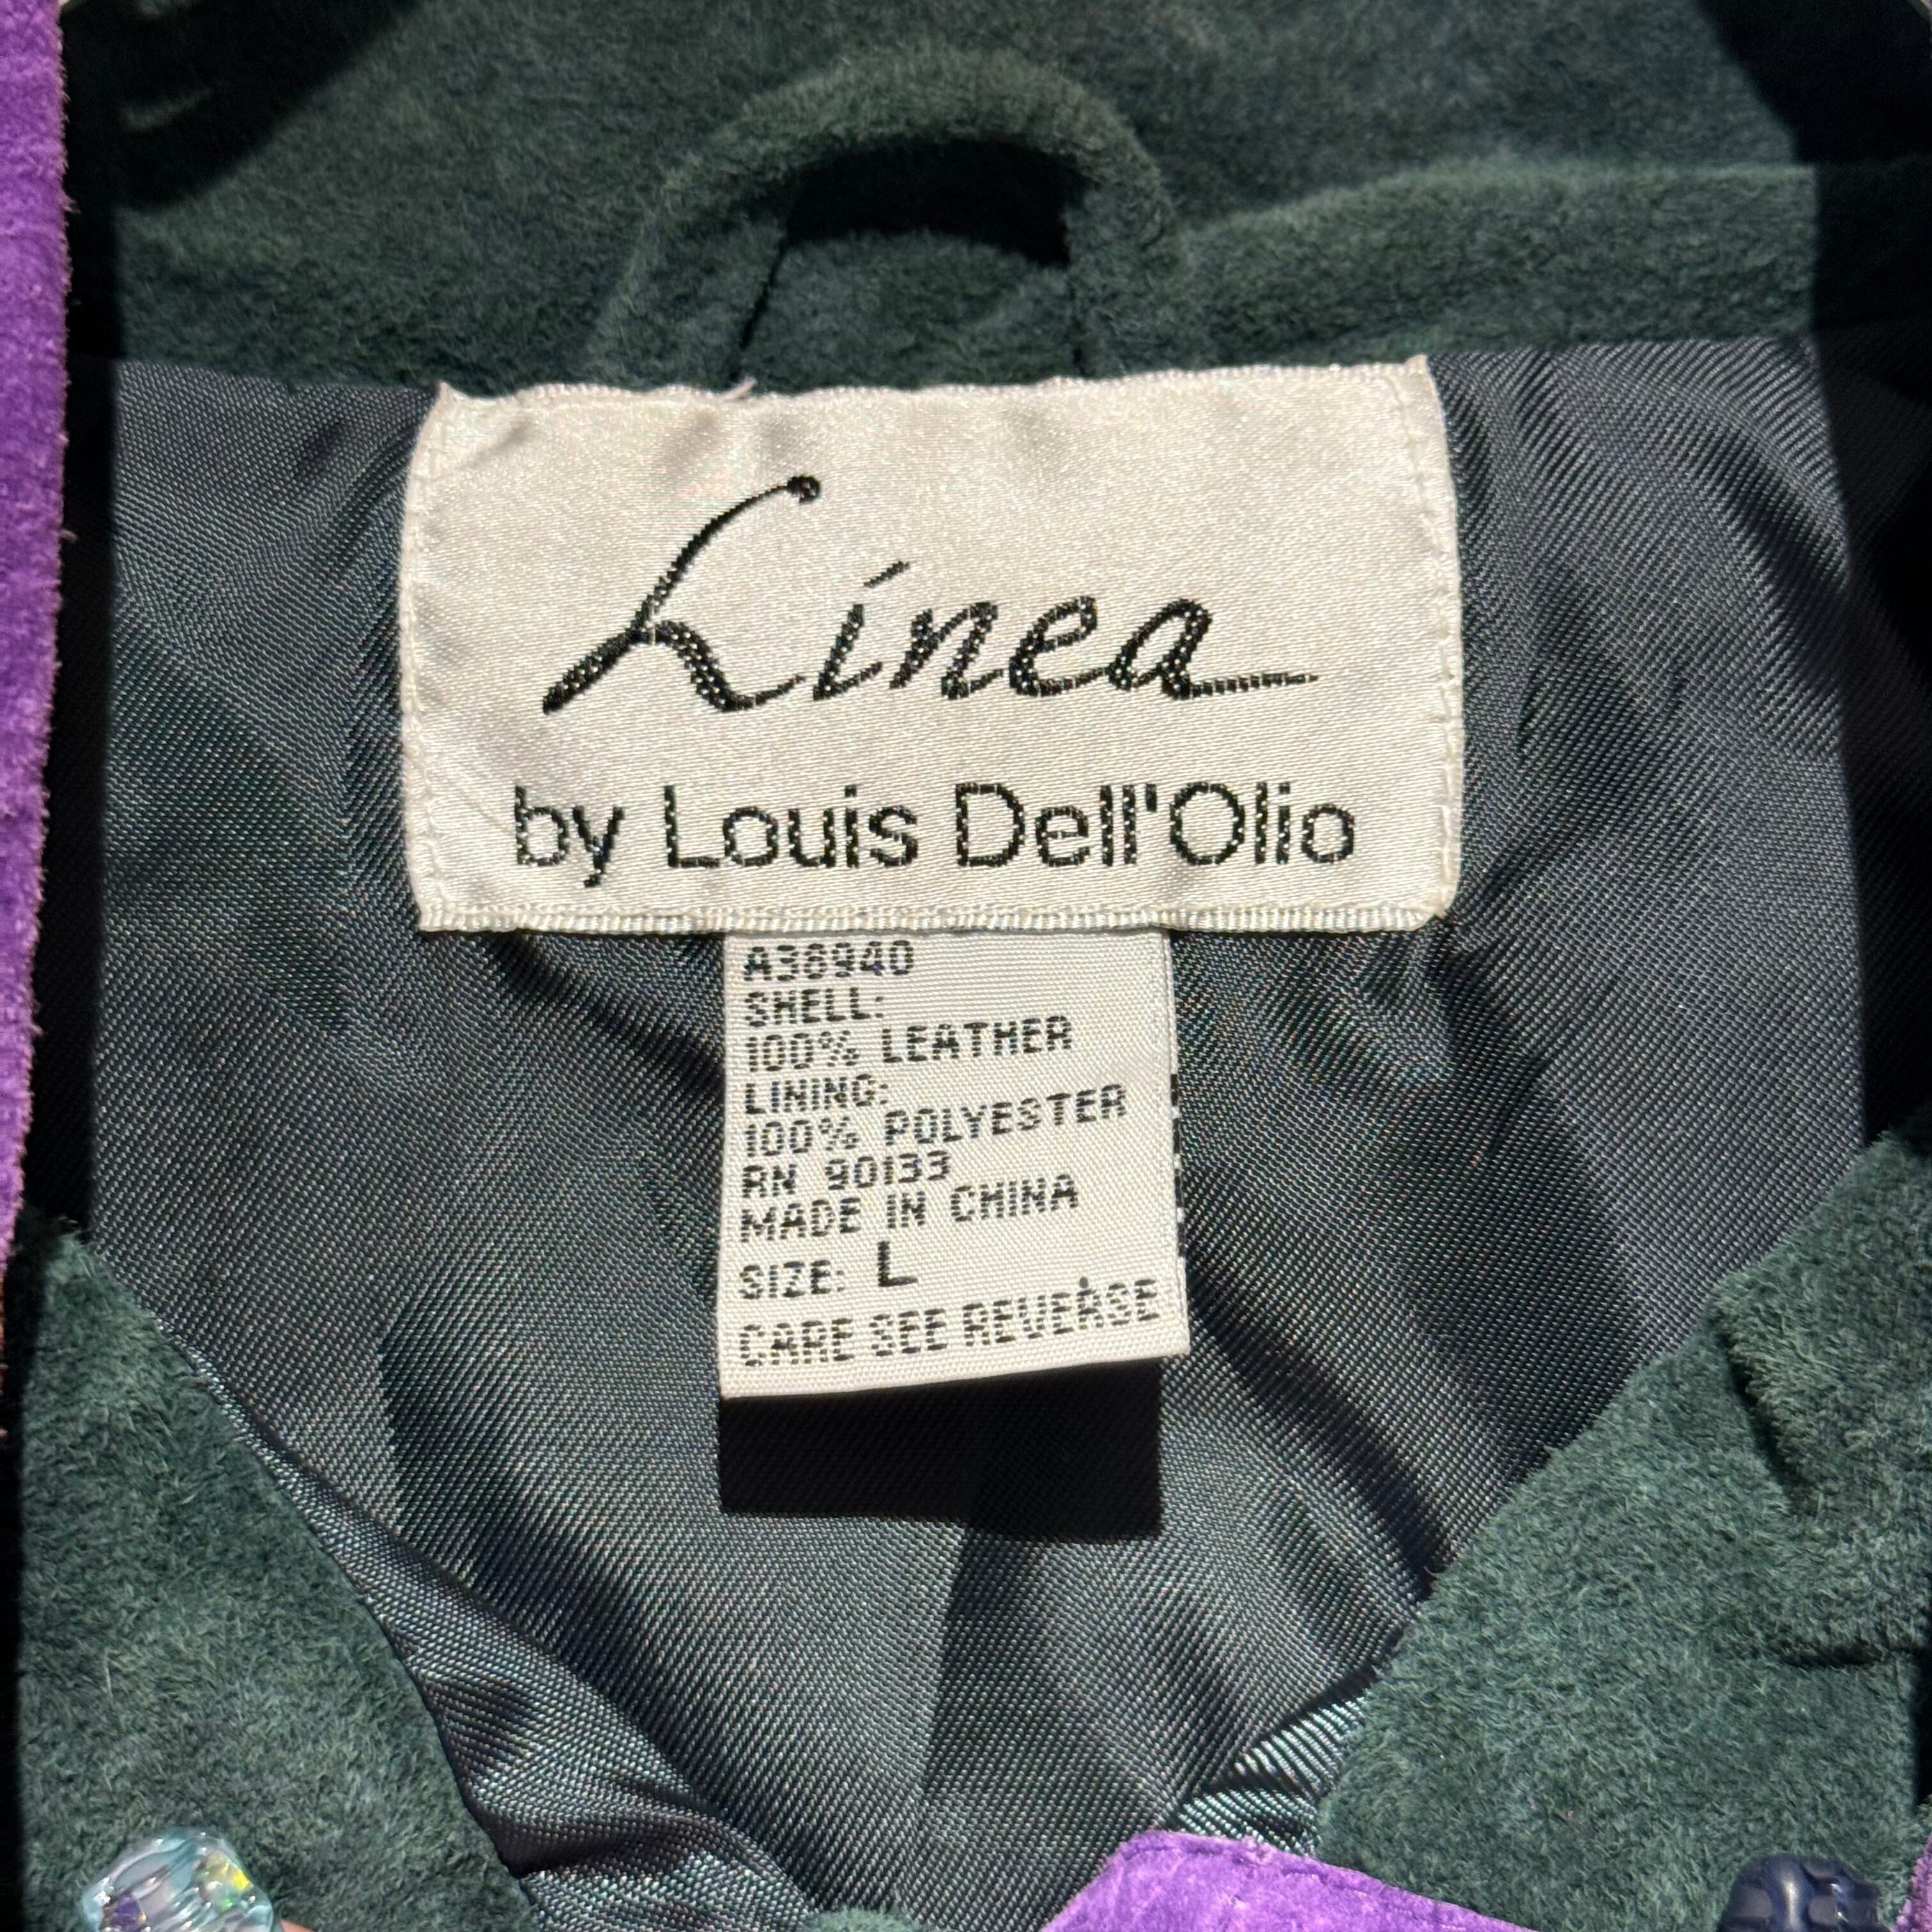 Linea
by Louis Dell'Olio
A36940
SHELL:
100% LEATHER
LINING:
100% POLYESTER
RN 90133
MADE IN CHINA
SIZE: L
CARE SEE REVERSE